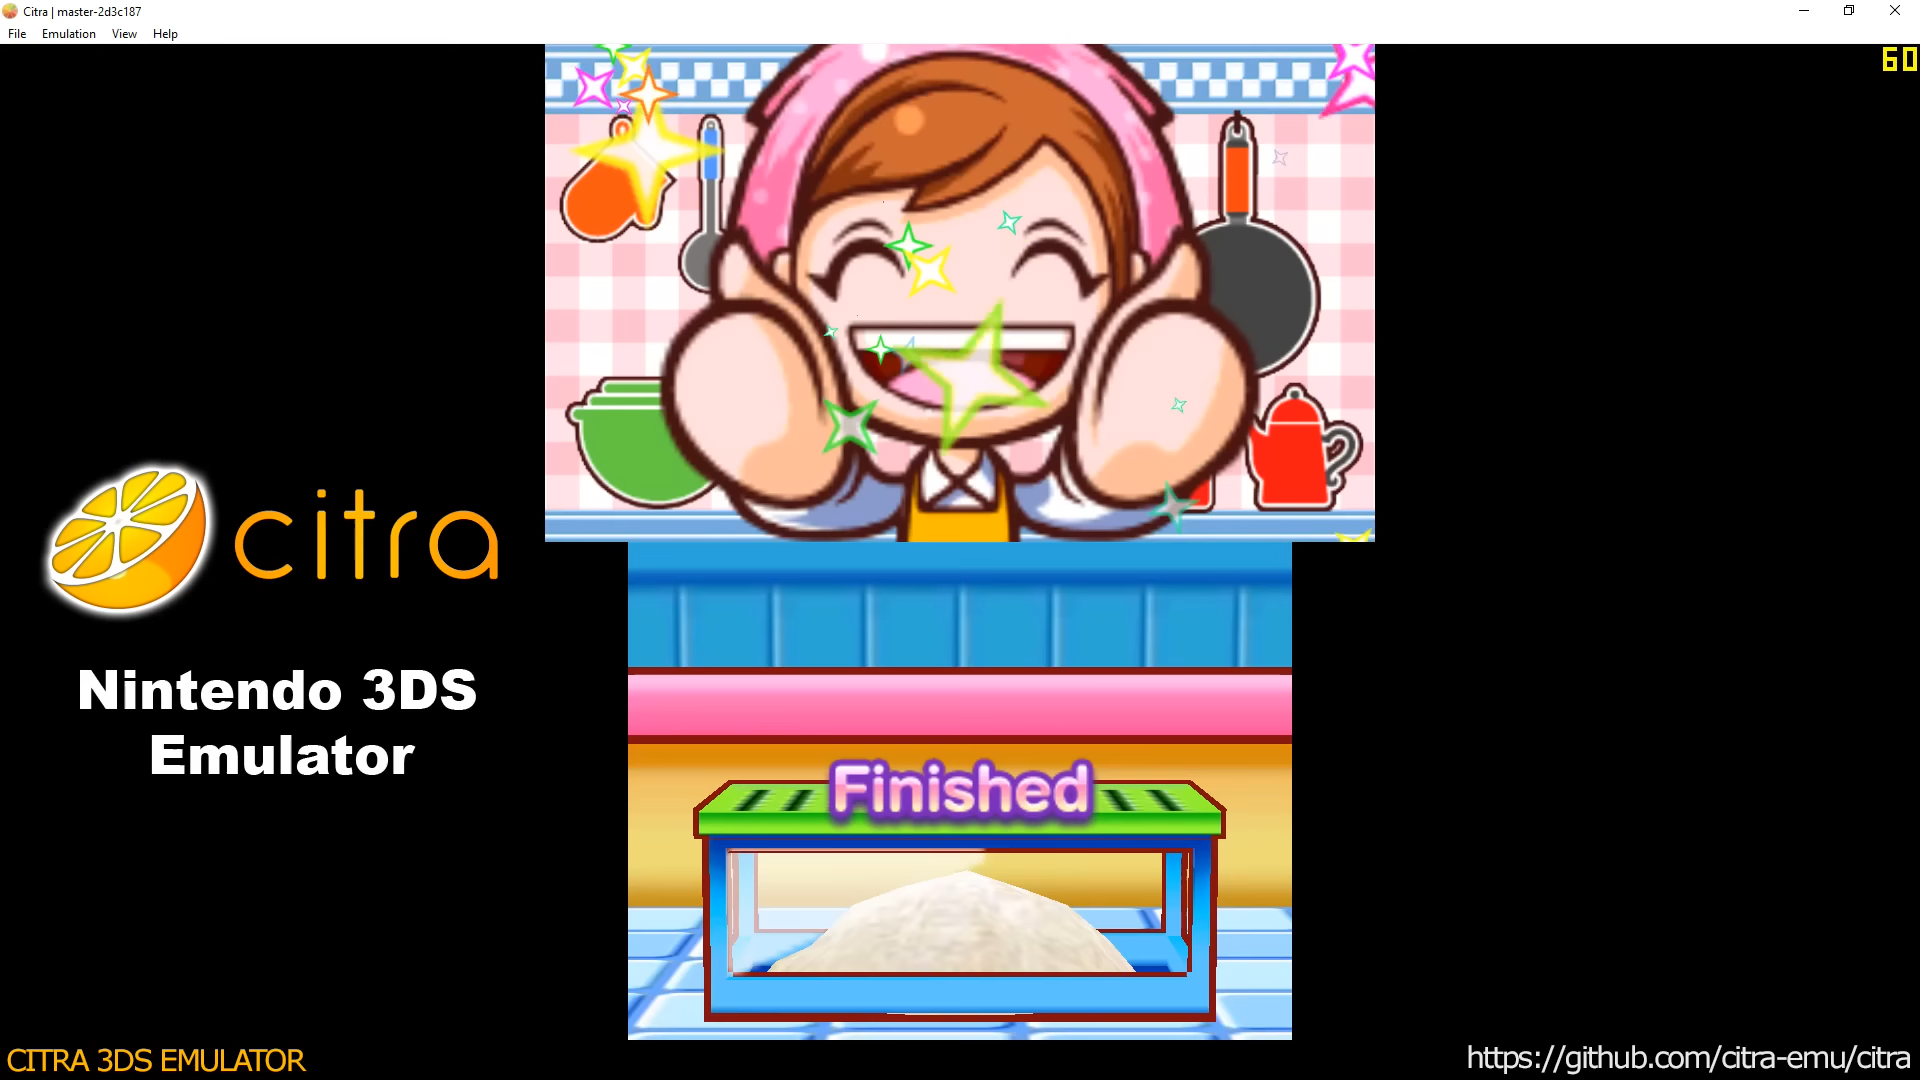 Citra | master-2d3c187
File Emulation View Help
60
citra
Nintendo 3DS
Emulator
Finished
CITRA 3DS EMULATOR
https://github.com/citra-emu/citra